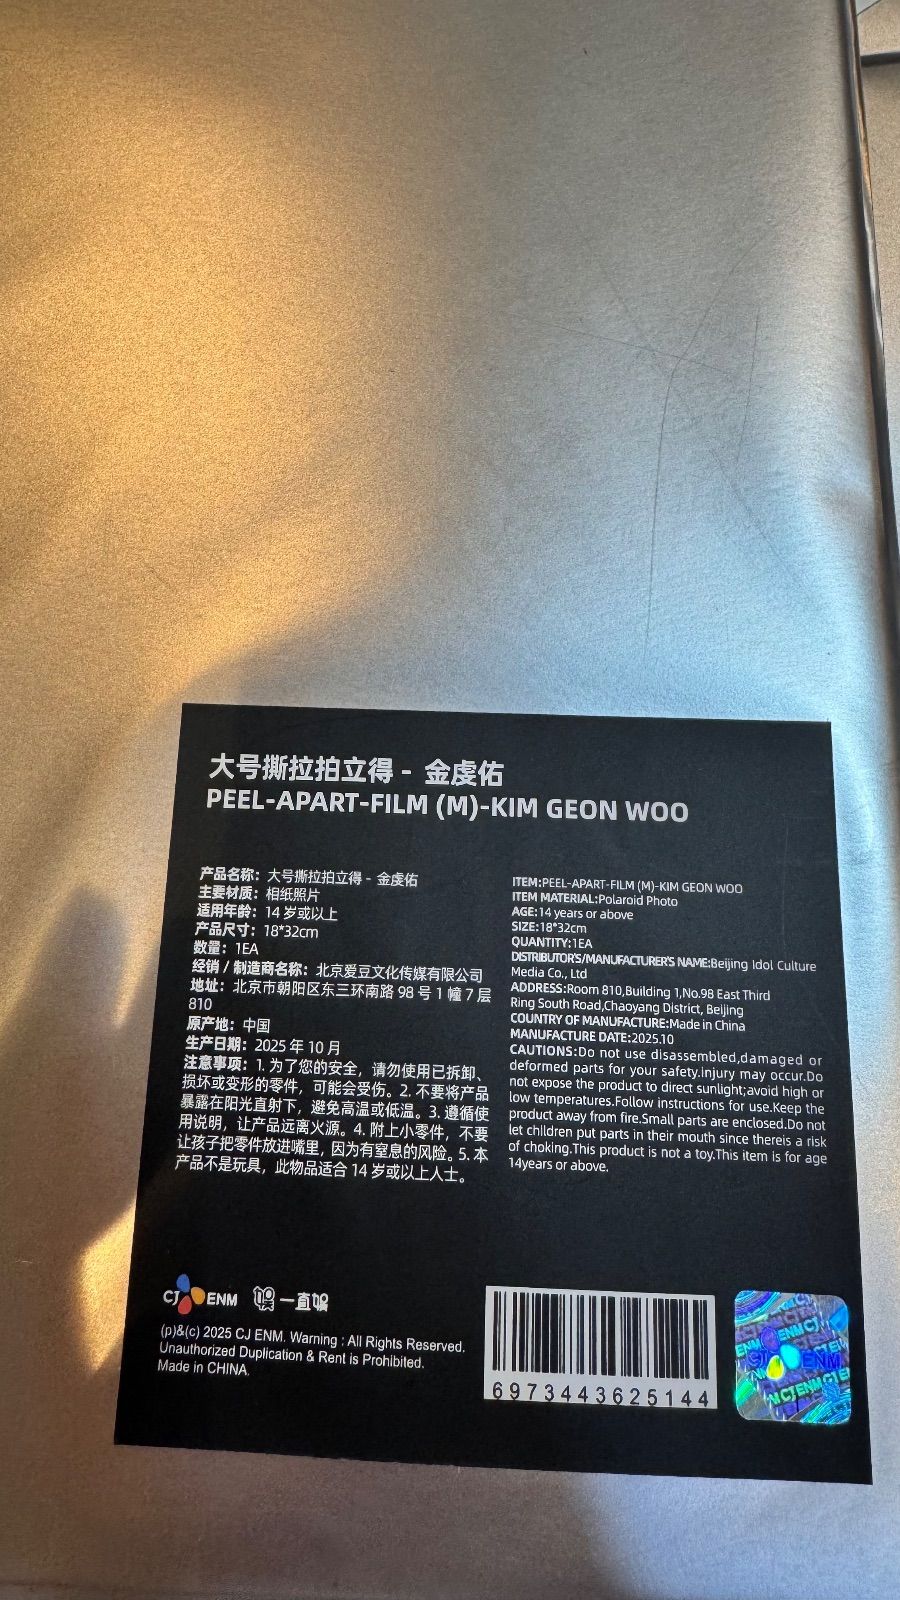 大号撕拉拍立得 - 金虔佑
PEEL-APART-FILM (M)-KIM GEON WOO
产品名称：大号撕拉拍立得 - 金虔佑
主要材质：相纸照片
适用年龄：14 岁或以上
产品尺寸：18*32cm
数量：1EA
经销 / 制造商名称：北京爱豆文化传媒有限公司
地址：北京市朝阳区东三环南路 98 号 1 幢 7 层
810
原产地：中国
生产日期：2025 年 10 月
注意事项：1. 为了您的安全，请勿使用已拆卸、
损坏或变形的零件，可能会受伤。2. 不要将产品
暴露在阳光直射下，避免高温或低温。3. 遵循使
用说明，让产品远离火源。4. 附上小零件，不要
让孩子把零件放进嘴里，因为有窒息的风险。5. 本
产品不是玩具，此物品适合 14 岁或以上人士。
ITEM:PEEL-APART-FILM (M)-KIM GEON WOO
ITEM MATERIAL:Polaroid Photo
AGE:14 years or above
SIZE:18*32cm
QUANTITY:1EA
DISTRIBUTOR'S/MANUFACTURER'S NAME:Beijing Idol Culture
Media Co., Ltd
ADDRESS:Room 810,Building 1,No.98 East Third
Ring South Road,Chaoyang District, Beijing
COUNTRY OF MANUFACTURE:Made in China
MANUFACTURE DATE:2025.10
CAUTIONS:Do not use disassembled,damaged or
deformed parts for your safety.injury may occur.Do
not expose the product to direct sunlight;avoid high or
low temperatures.Follow instructions for use.Keep the
product away from fire.Small parts are enclosed.Do not
let children put parts in their mouth since thereis a risk
of choking.This product is not a toy.This item is for age
14years or above.
CJ ENM 一直娱
(p)&(c) 2025 CJ ENM. Warning : All Rights Reserved.
Unauthorized Duplication & Rent is Prohibited.
Made in CHINA.
6973443625144
CJ ENM